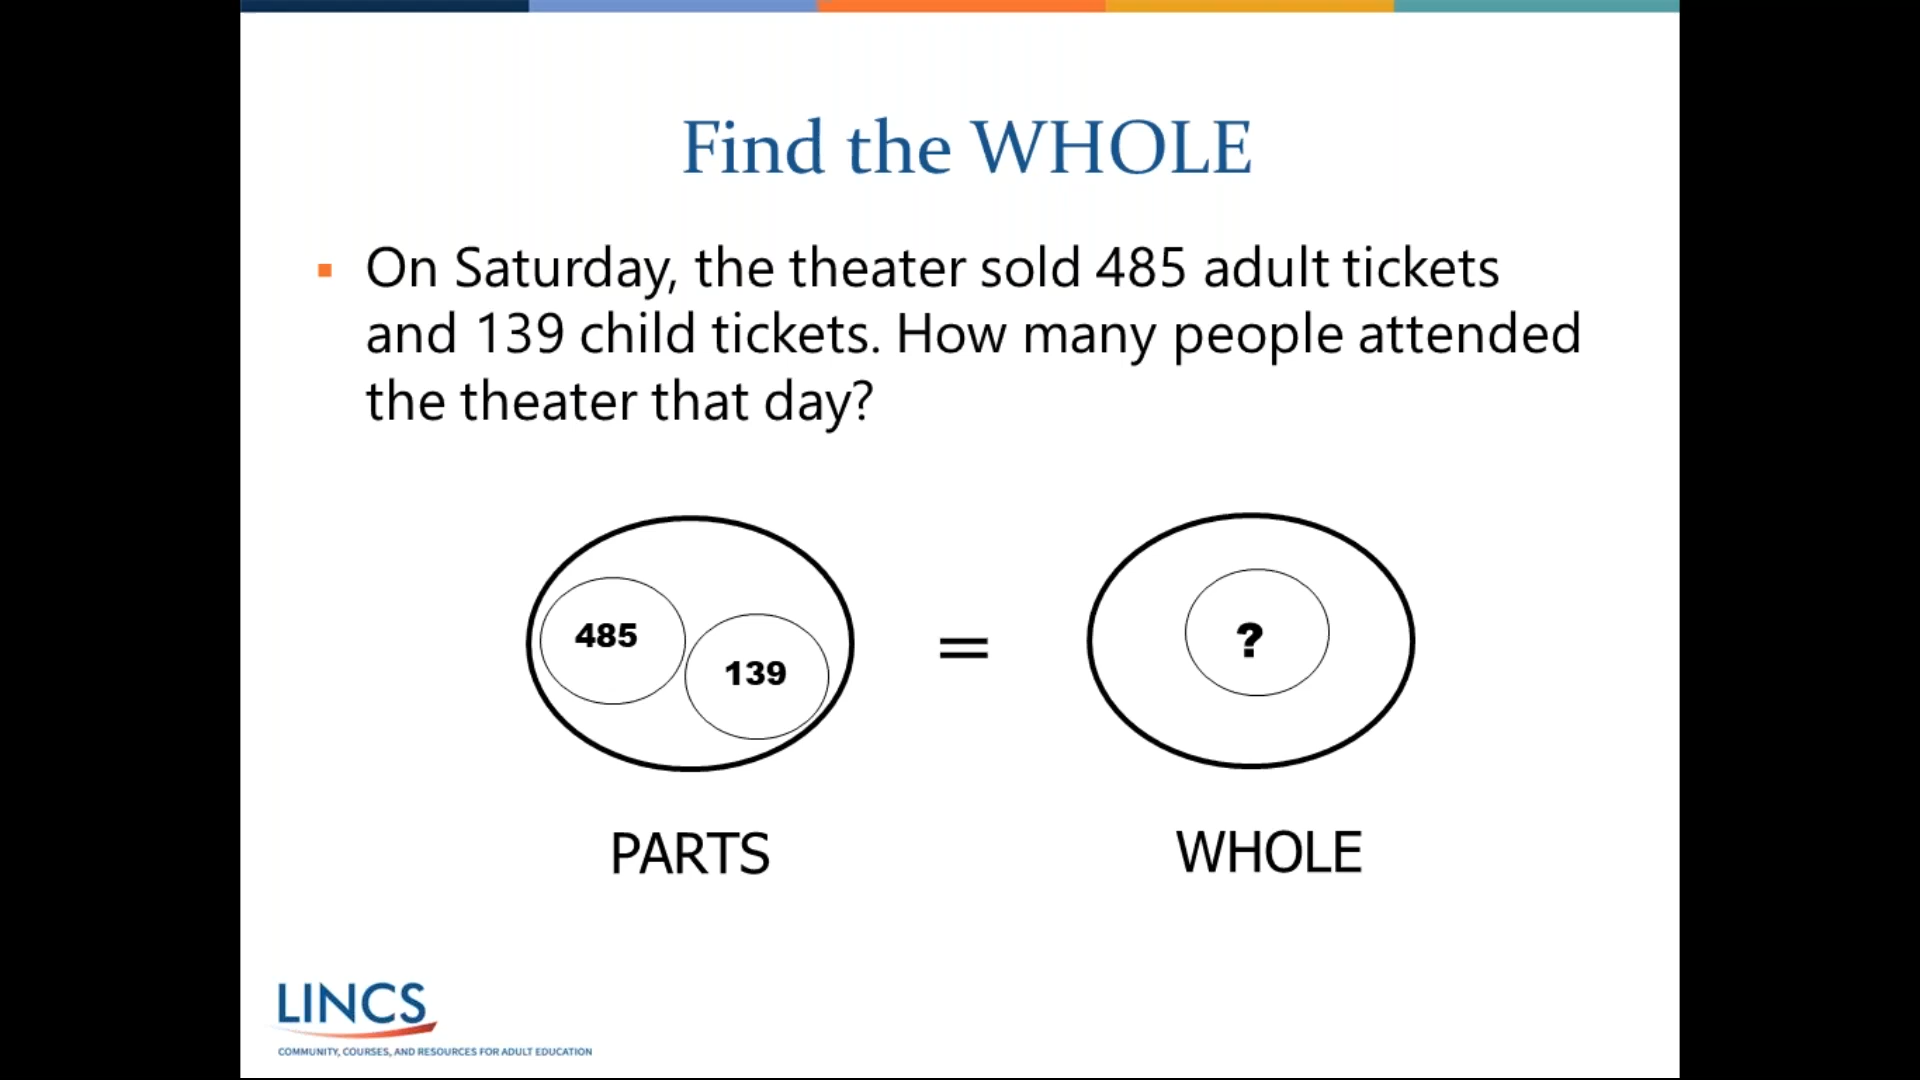 Find the WHOLE
▪ On Saturday, the theater sold 485 adult tickets
and 139 child tickets. How many people attended
the theater that day?
485
139
=
?
PARTS
WHOLE
LINCS
COMMUNITY, COURSES, AND RESOURCES FOR ADULT EDUCATION